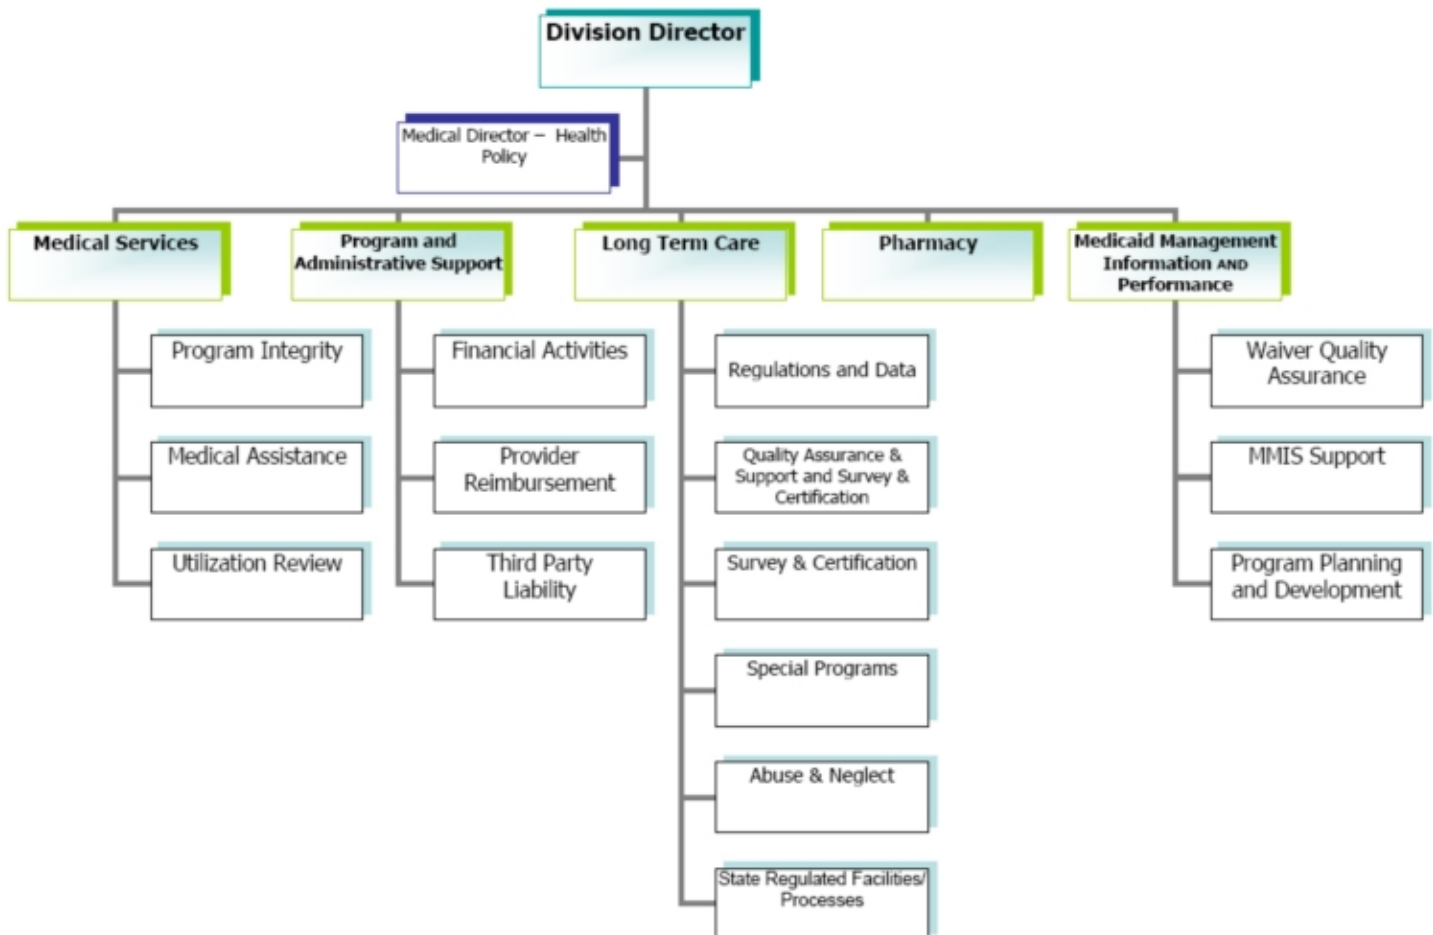 Division Director
Medical Director – Health
Policy
Medical Services
Program and
Administrative Support
Long Term Care
Pharmacy
Medicaid Management
Information AND
Performance
Program Integrity
Medical Assistance
Utilization Review
Financial Activities
Provider
Reimbursement
Third Party
Liability
Regulations and Data
Quality Assurance &
Support and Survey &
Certification
Survey & Certification
Special Programs
Abuse & Neglect
State Regulated Facilities/
Processes
Waiver Quality
Assurance
MMIS Support
Program Planning
and Development